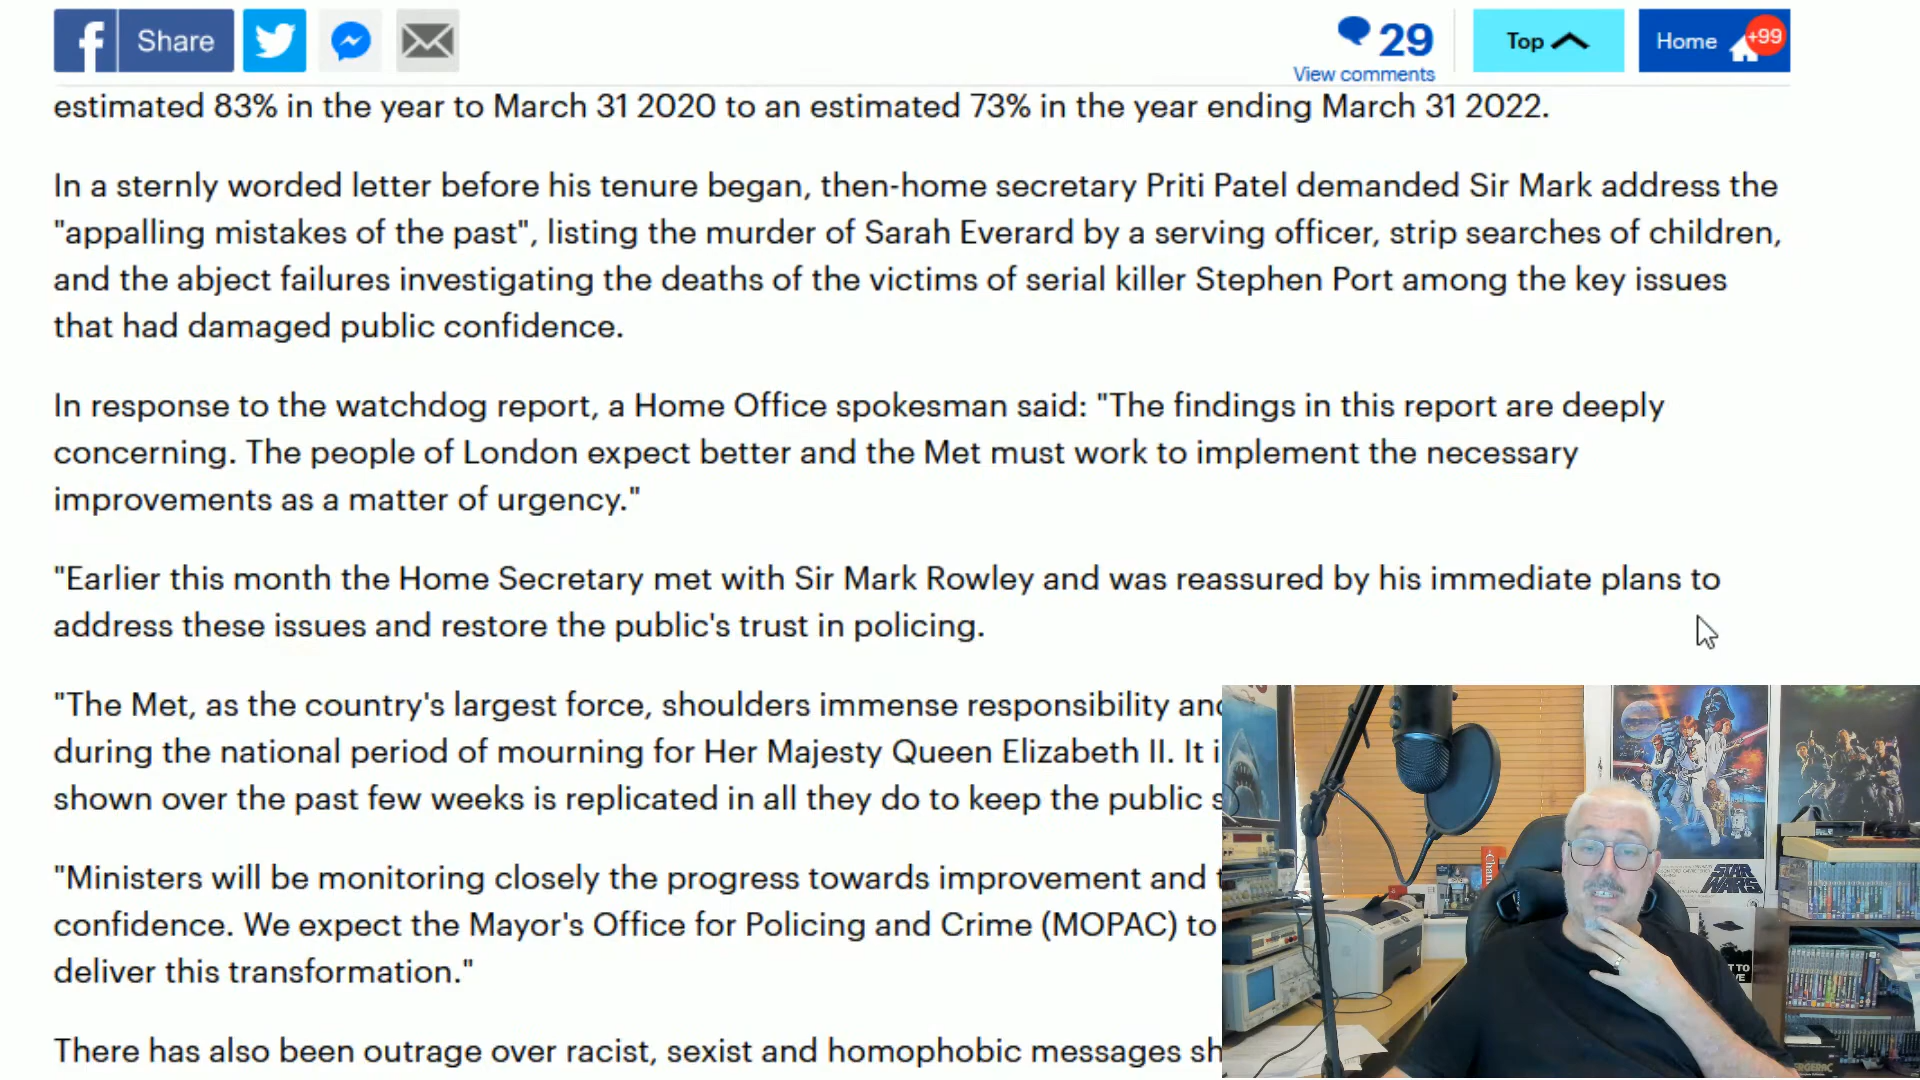 Share
29
View comments
Top
Home
+99
estimated 83% in the year to March 31 2020 to an estimated 73% in the year ending March 31 2022.
In a sternly worded letter before his tenure began, then-home secretary Priti Patel demanded Sir Mark address the
"appalling mistakes of the past", listing the murder of Sarah Everard by a serving officer, strip searches of children,
and the abject failures investigating the deaths of the victims of serial killer Stephen Port among the key issues
that had damaged public confidence.
In response to the watchdog report, a Home Office spokesman said: "The findings in this report are deeply
concerning. The people of London expect better and the Met must work to implement the necessary
improvements as a matter of urgency."
"Earlier this month the Home Secretary met with Sir Mark Rowley and was reassured by his immediate plans to
address these issues and restore the public's trust in policing.
"The Met, as the country's largest force, shoulders immense responsibility
during the national period of mourning for Her Majesty Queen Elizabeth II. It
shown over the past few weeks is replicated in all they do to keep the public
"Ministers will be monitoring closely the progress towards improvement and
confidence. We expect the Mayor's Office for Policing and Crime (MOPAC) to
deliver this transformation."
There has also been outrage over racist, sexist and homophobic messages
STAR
WARS